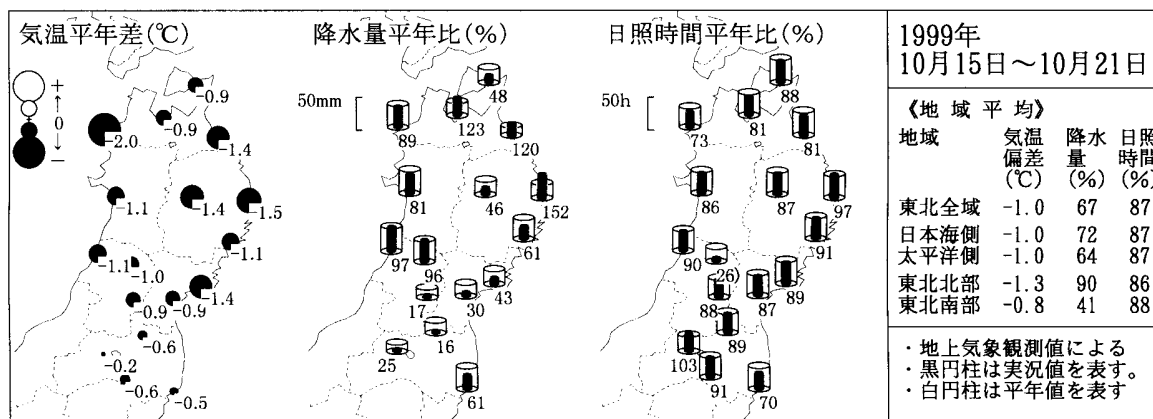 気温平年差(℃)
+
↑
0
↓
−
-0.9
-0.9
-2.0
-1.4
-1.1
-1.4
-1.5
-1.1
-1.1
-1.0
-1.4
-0.9
-0.9
-0.6
-0.2
-0.6
-0.5
降水量平年比(%)
50mm
48
123
89
120
81
46
152
61
97
96
43
17
30
16
25
61
日照時間平年比(%)
50h
88
81
73
81
86
87
97
91
90
26)
89
88
87
89
103
91
70
1999年
10月15日～10月21日
《地 域 平 均》
地域 気温 降水 日照
偏差 量 時間
(℃) (%) (%)
東北全域 -1.0 67 87
日本海側 -1.0 72 87
太平洋側 -1.0 64 87
東北北部 -1.3 90 86
東北南部 -0.8 41 88
・地上気象観測値による
・黒円柱は実況値を表す。
・白円柱は平年値を表す